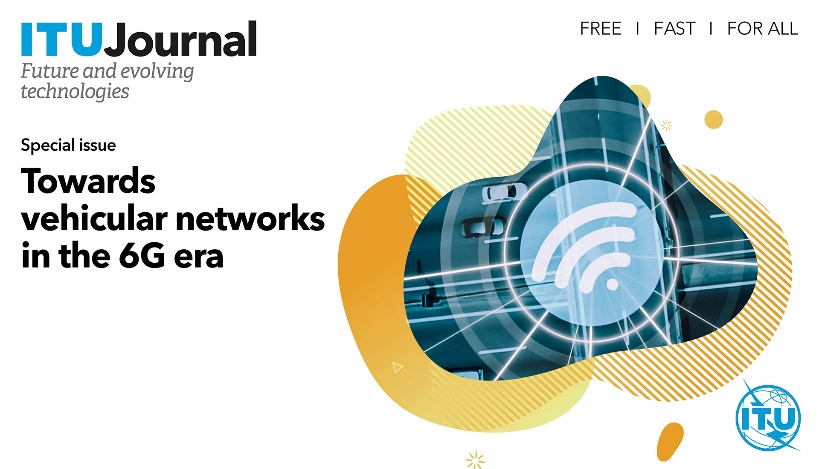 ITUJournal
Future and evolving
technologies
FREE I FAST I FOR ALL
Special issue
Towards
vehicular networks
in the 6G era
ITU